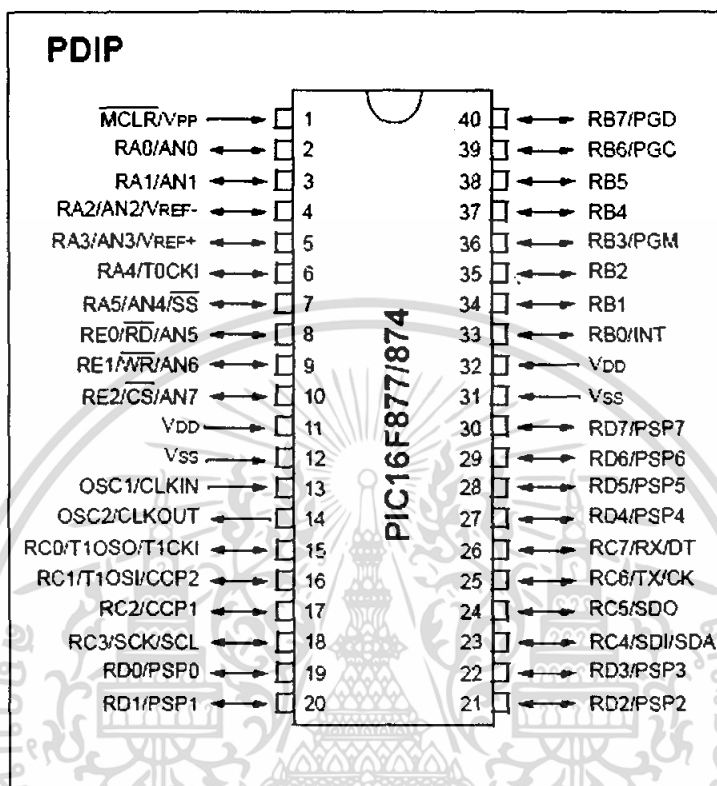 PDIP
MCLR/VPP 1
RA0/AN0 2
RA1/AN1 3
RA2/AN2/VREF- 4
RA3/AN3/VREF+ 5
RA4/T0CKI 6
RA5/AN4/SS 7
RE0/RD/AN5 8
RE1/WR/AN6 9
RE2/CS/AN7 10
VDD 11
VSS 12
OSC1/CLKIN 13
OSC2/CLKOUT 14
RC0/T1OSO/T1CKI 15
RC1/T1OSI/CCP2 16
RC2/CCP1 17
RC3/SCK/SCL 18
RD0/PSP0 19
RD1/PSP1 20
PIC16F877/874
40 RB7/PGD
39 RB6/PGC
38 RB5
37 RB4
36 RB3/PGM
35 RB2
34 RB1
33 RB0/INT
32 VDD
31 VSS
30 RD7/PSP7
29 RD6/PSP6
28 RD5/PSP5
27 RD4/PSP4
26 RC7/RX/DT
25 RC6/TX/CK
24 RC5/SDO
23 RC4/SDI/SDA
22 RD3/PSP3
21 RD2/PSP2